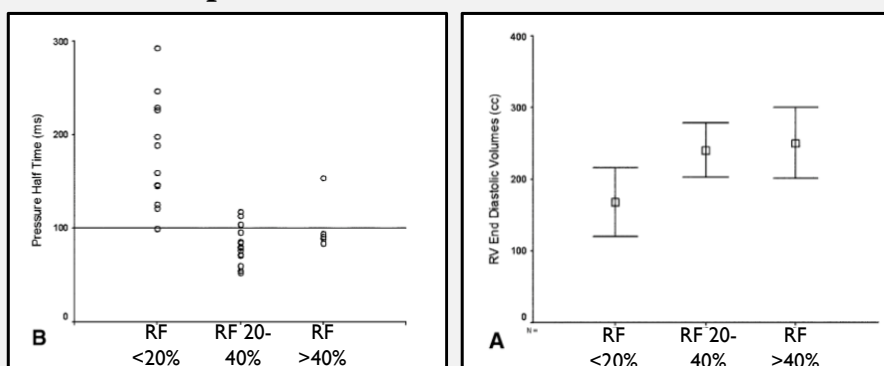 300
200
100
0
Pressure Half Time (ms)
B
RF
<20%
RF 20-
40%
RF
>40%
400
300
200
100
0
RV End Diastolic Volumes (cc)
N =
A
RF
<20%
RF 20-
40%
RF
>40%